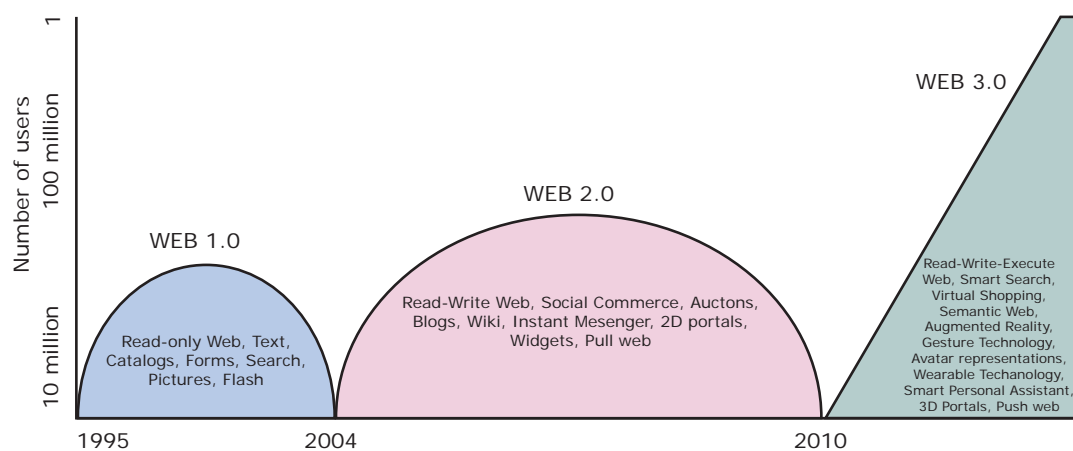 Number of users
1
100 million
10 million
WEB 1.0
Read-only Web, Text,
Catalogs, Forms, Search,
Pictures, Flash
WEB 2.0
Read-Write Web, Social Commerce, Auctons,
Blogs, Wiki, Instant Mesenger, 2D portals,
Widgets, Pull web
WEB 3.0
Read-Write-Execute
Web, Smart Search,
Virtual Shopping,
Semantic Web,
Augmented Reality,
Gesture Technology,
Avatar representations,
Wearable Techanology,
Smart Personal Assistant,
3D Portals, Push web
1995
2004
2010